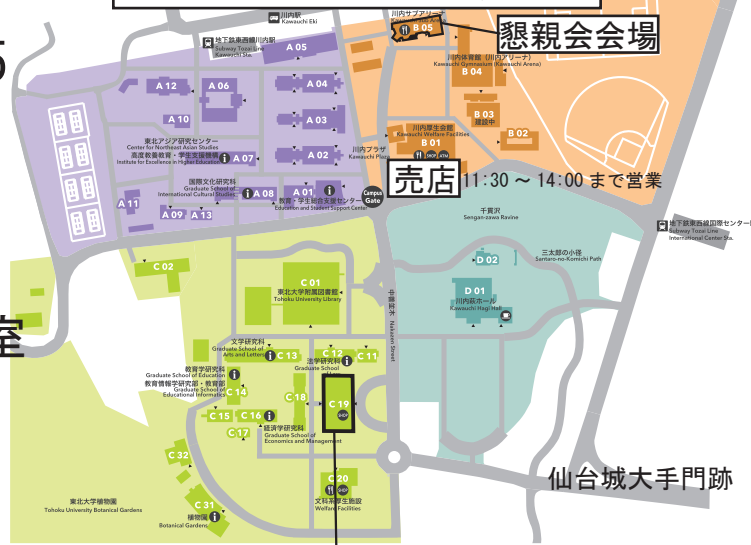 川内駅
Kawauchi Eki
川内サブアリーナ
B 05
懇親会会場
地下鉄東西線川内駅
Subway Tozai Line
Kawauchi Sta.
A 05
川内体育館(川内アリーナ)
Kawauchi Gymnasium (Kawauchi Arena)
B 04
A 12
A 06
A 04
A 10
A 03
B 03
建設中
B 02
川内厚生会館
Kawauchi Welfare Facilities
B 01
SHOP
ATM
東北アジア研究センター
Center for Northeast Asian Studies
高度教養教育・学生支援機構
Institute for Excellence in Higher Education
A 07
A 02
川内プラザ
Kawauchi Plaza
売店
11:30 ~ 14:00 まで営業
国際文化研究科
Graduate School of
International Cultural Studies
A 08
A 01
教育・学生総合支援センター
Education and Student Support Center
Campus
Gate
A 11
A 09
A 13
千貫沢
Sengan-zawa Ravine
地下鉄東西線国際センター駅
Subway Tozai Line
International Center Sta.
三太郎の小径
Santaro-no-Komichi Path
D 02
C 02
C 01
東北大学附属図書館
Tohoku University Library
D 01
川内萩ホール
Kawauchi Hagi Hall
中善並木 Nakazen Street
室
文学研究科
Graduate School of
Arts and Letters
C 13
C 12
C 11
法学研究科
Graduate School
教育学研究科
Graduate School of Education
教育情報学研究部・教育部
Graduate School of
Educational Informatics
C 14
C 18
C 19
SHOP
C 15
C 16
C 17
経済学研究科
Graduate School of
Economics and Management
C 32
C 20
SHOP
文科系厚生施設
Welfare Facilities
仙台城大手門跡
東北大学植物園
Tohoku University Botanical Gardens
C 31
植物園
Botanical Gardens